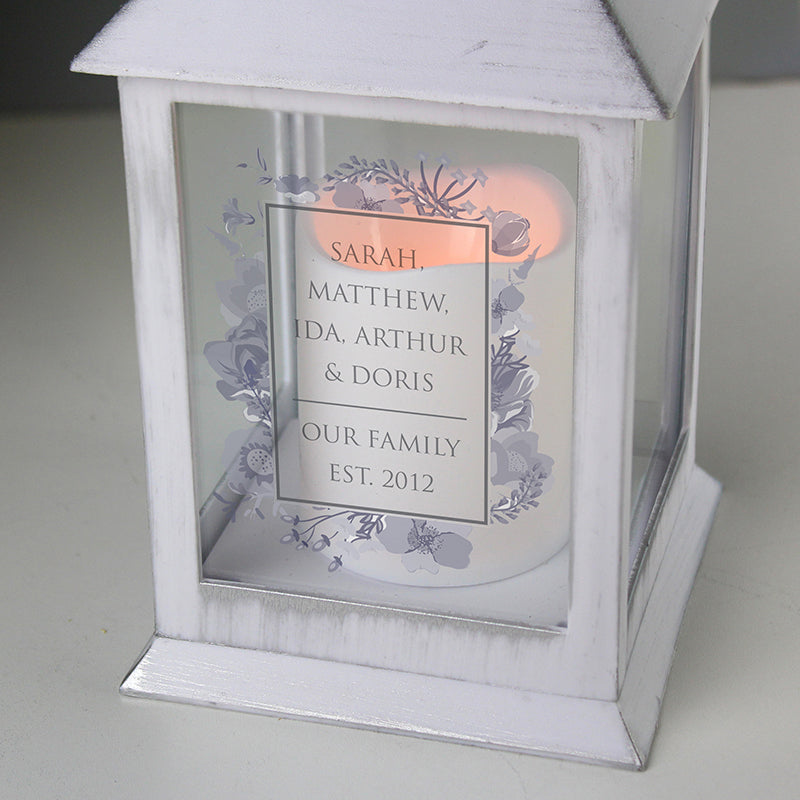 SARAH,
MATTHEW,
IDA, ARTHUR
& DORIS
OUR FAMILY
EST. 2012